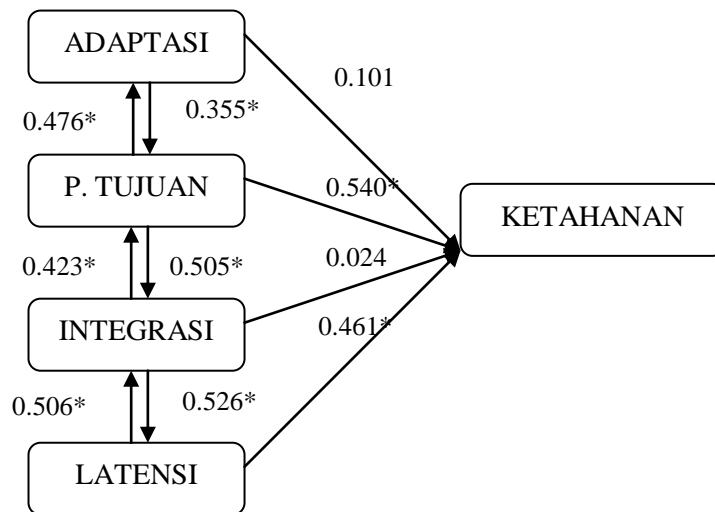 ADAPTASI
0.101
0.476*
0.355*
P. TUJUAN
0.540*
KETAHANAN
0.423*
0.505*
0.024
INTEGRASI
0.461*
0.506*
0.526*
LATENSI